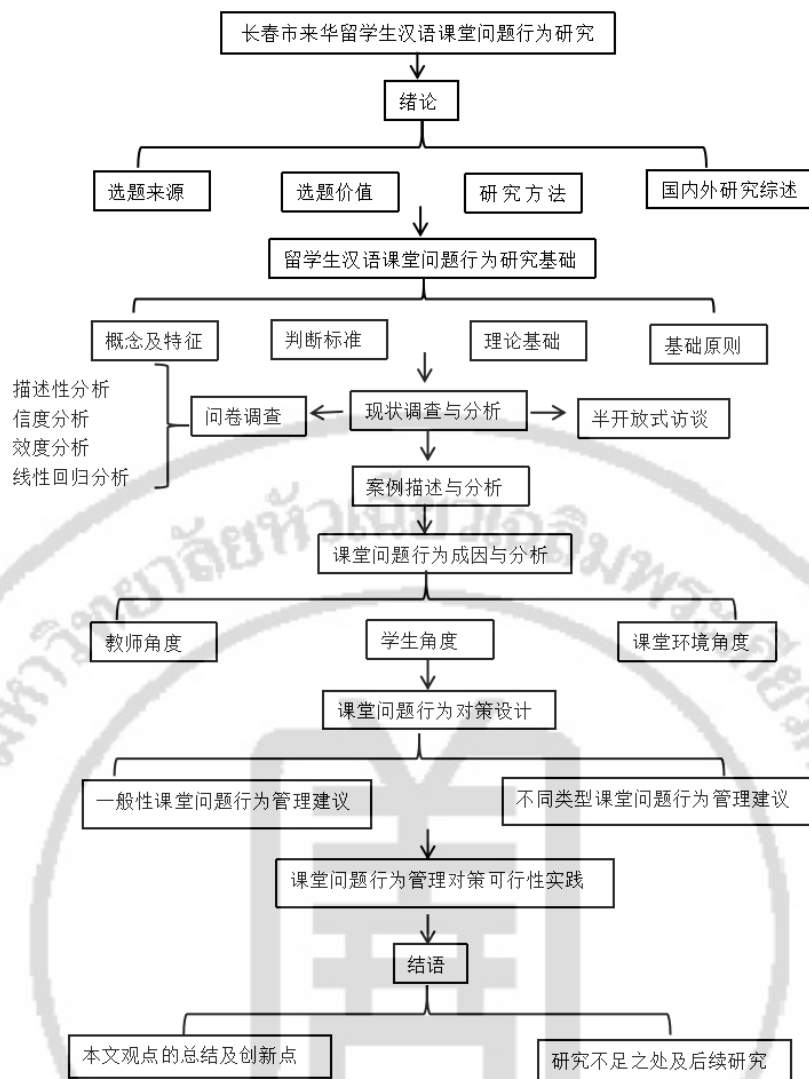 长春市来华留学生汉语课堂问题行为研究
绪论
选题来源
选题价值
研究方法
国内外研究综述
留学生汉语课堂问题行为研究基础
概念及特征
判断标准
理论基础
基础原则
描述性分析
信度分析
效度分析
线性回归分析
问卷调查
现状调查与分析
半开放式访谈
案例描述与分析
课堂问题行为成因与分析
教师角度
学生角度
课堂环境角度
课堂问题行为对策设计
一般性课堂问题行为管理建议
不同类型课堂问题行为管理建议
课堂问题行为管理对策可行性实践
结语
本文观点的总结及创新点
研究不足之处及后续研究